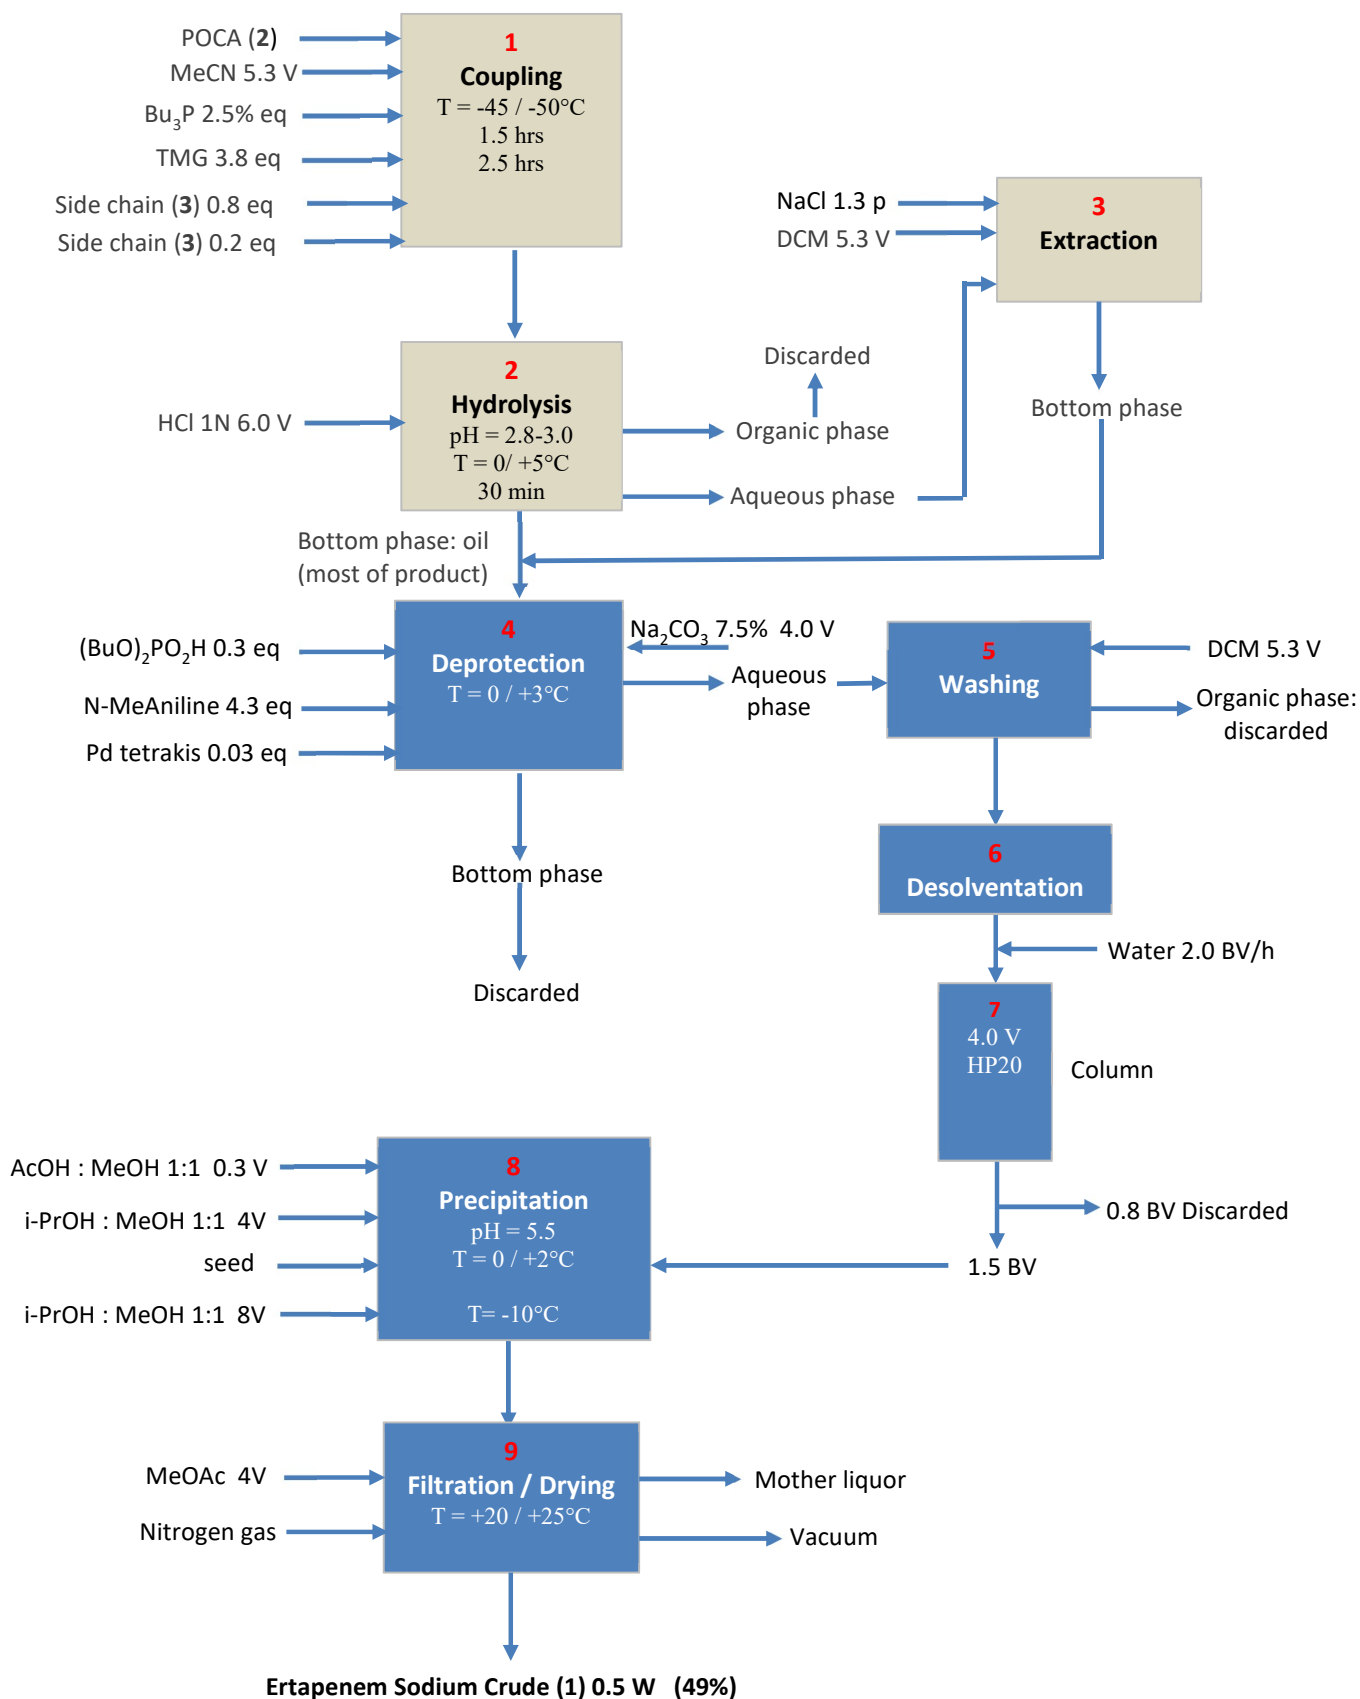 POCA (2)
MeCN 5.3 V
Bu₃P 2.5% eq
TMG 3.8 eq
Side chain (3) 0.8 eq
Side chain (3) 0.2 eq
1
Coupling
T = -45 / -50°C
1.5 hrs
2.5 hrs
NaCl 1.3 p
DCM 5.3 V
3
Extraction
Bottom phase
HCl 1N 6.0 V
2
Hydrolysis
pH = 2.8-3.0
T = 0/ +5°C
30 min
Discarded
Organic phase
Aqueous phase
Bottom phase: oil
(most of product)
(BuO)₂PO₂H 0.3 eq
N-MeAniline 4.3 eq
Pd tetrakis 0.03 eq
4
Deprotection
T = 0 / +3°C
Na₂CO₃ 7.5%  4.0 V
Aqueous
phase
5
Washing
DCM 5.3 V
Organic phase:
discarded
Bottom phase
Discarded
6
Desolventation
Water 2.0 BV/h
7
4.0 V
HP20
Column
0.8 BV Discarded
1.5 BV
AcOH : MeOH 1:1  0.3 V
i-PrOH : MeOH 1:1  4V
seed
i-PrOH : MeOH 1:1  8V
8
Precipitation
pH = 5.5
T = 0 / +2°C
T= -10°C
MeOAc  4V
Nitrogen gas
9
Filtration / Drying
T = +20 / +25°C
Mother liquor
Vacuum
Ertapenem Sodium Crude (1) 0.5 W   (49%)